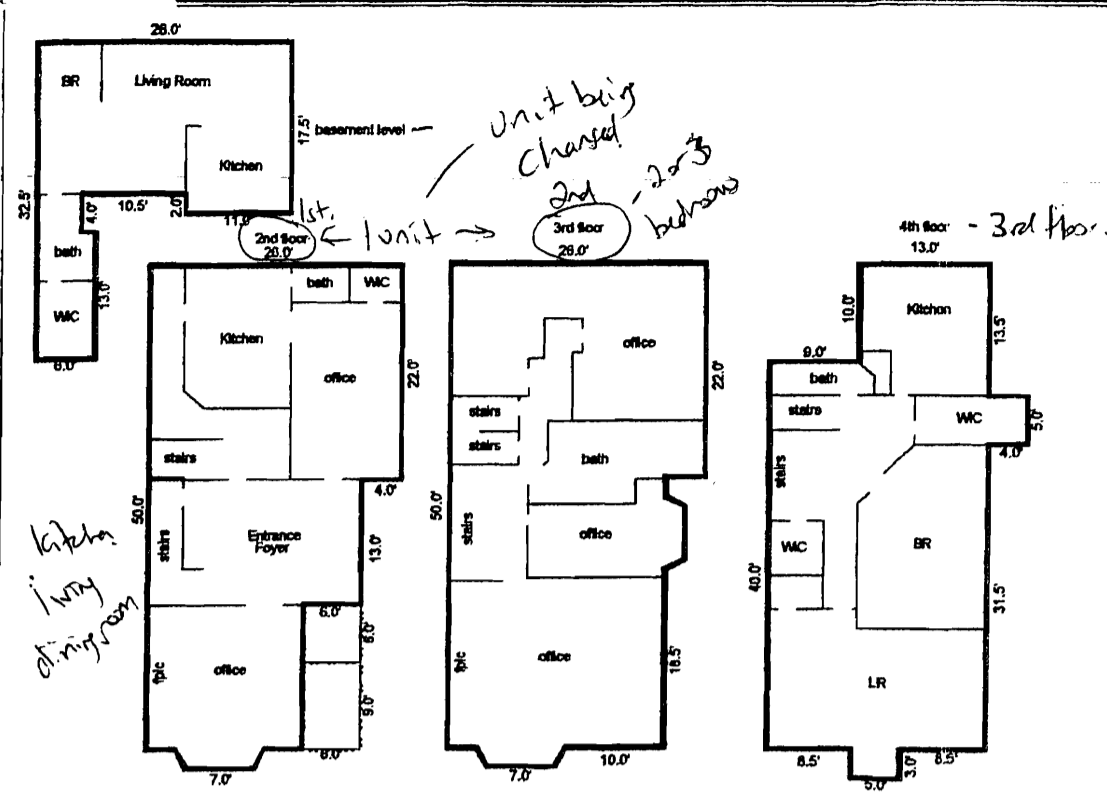 26.0'
BR
Living Room
17.5'
basement level
Kitchen
32.5'
10.5'
4.0'
2.0'
11.0'
bath
13.0'
WIC
6.0'
unit being
changed
1st.
2nd floor
26.0'
1 unit
2nd
3rd floor
26.0'
- 2 or 3
bedrooms
4th floor - 3rd floor
13.0'
bath
WIC
Kitchen
office
22.0'
stairs
50.0'
4.0'
stairs
Entrance
Foyer
13.0'
6.0'
6.0'
fplc
office
9.0'
6.0'
7.0'
kitchen
living
diningroom
office
22.0'
stairs
stairs
bath
50.0'
stairs
office
fplc
office
18.5'
10.0'
7.0'
10.0'
Kitchen
13.5'
9.0'
bath
stairs
WIC
5.0'
4.0'
stairs
WIC
BR
40.0'
31.5'
LR
8.5'
3.0'
8.5'
5.0'